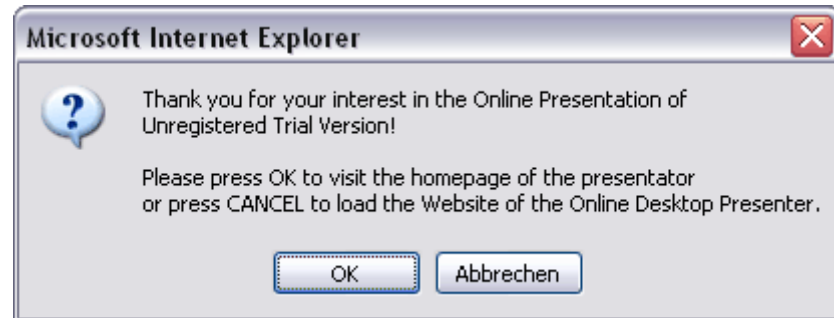 Microsoft Internet Explorer
Thank you for your interest in the Online Presentation of
Unregistered Trial Version!
Please press OK to visit the homepage of the presentator
or press CANCEL to load the Website of the Online Desktop Presenter.
OK
Abbrechen